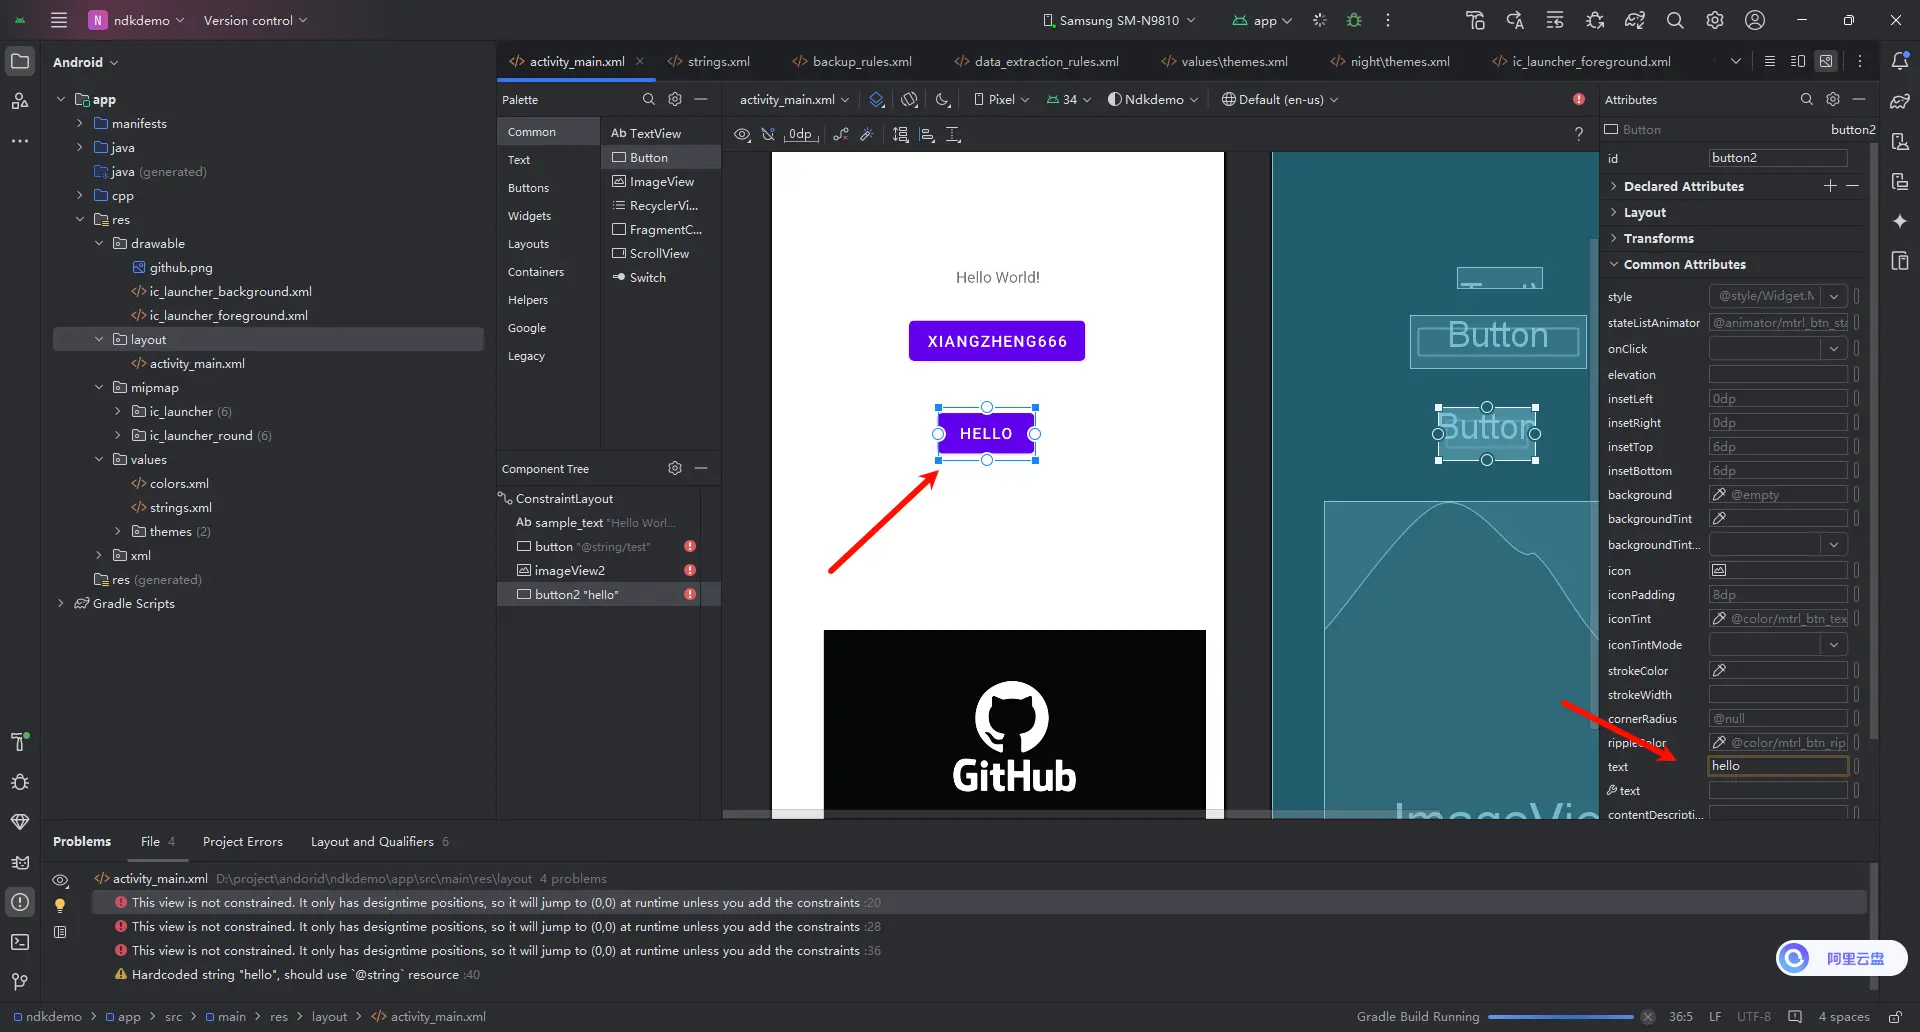 N ndkdemo Version control Samsung SM-N9810 app
Android
app
manifests
java
java (generated)
cpp
res
drawable
github.png
ic_launcher_background.xml
ic_launcher_foreground.xml
layout
activity_main.xml
mipmap
ic_launcher (6)
ic_launcher_round (6)
values
colors.xml
strings.xml
themes (2)
xml
res (generated)
Gradle Scripts
activity_main.xml strings.xml backup_rules.xml data_extraction_rules.xml values\themes.xml night\themes.xml ic_launcher_foreground.xml
Palette
Common
Text
Buttons
Widgets
Layouts
Containers
Helpers
Google
Legacy
Ab TextView
Button
ImageView
RecyclerVi...
FragmentC...
ScrollView
Switch
Component Tree
ConstraintLayout
Ab sample_text "Hello Worl...
button "@string/test"
imageView2
button2 "hello"
activity_main.xml Pixel 34 Ndkdemo Default (en-us)
0dp
?
Hello World!
XIANGZHENG666
HELLO
GitHub
Button
Button
ImageVie
Attributes
Button button2
id button2
Declared Attributes
Layout
Transforms
Common Attributes
style @style/Widget.M
stateListAnimator @animator/mtrl_btn_sta
onClick
elevation
insetLeft 0dp
insetRight 0dp
insetTop 6dp
insetBottom 6dp
background @empty
backgroundTint
backgroundTint...
icon
iconPadding 8dp
iconTint @color/mtrl_btn_tex
iconTintMode
strokeColor
strokeWidth
cornerRadius @null
rippleColor @color/mtrl_btn_rip
text hello
text
contentDescripti...
Problems File 4 Project Errors Layout and Qualifiers 6
activity_main.xml D:\project\andorid\ndkdemo\app\src\main\res\layout 4 problems
This view is not constrained. It only has designtime positions, so it will jump to (0,0) at runtime unless you add the constraints :20
This view is not constrained. It only has designtime positions, so it will jump to (0,0) at runtime unless you add the constraints :28
This view is not constrained. It only has designtime positions, so it will jump to (0,0) at runtime unless you add the constraints :36
Hardcoded string "hello", should use `@string` resource :40
阿里云盘
ndkdemo > app > src > main > res > layout > activity_main.xml Gradle Build Running 36:5 LF UTF-8 4 spaces